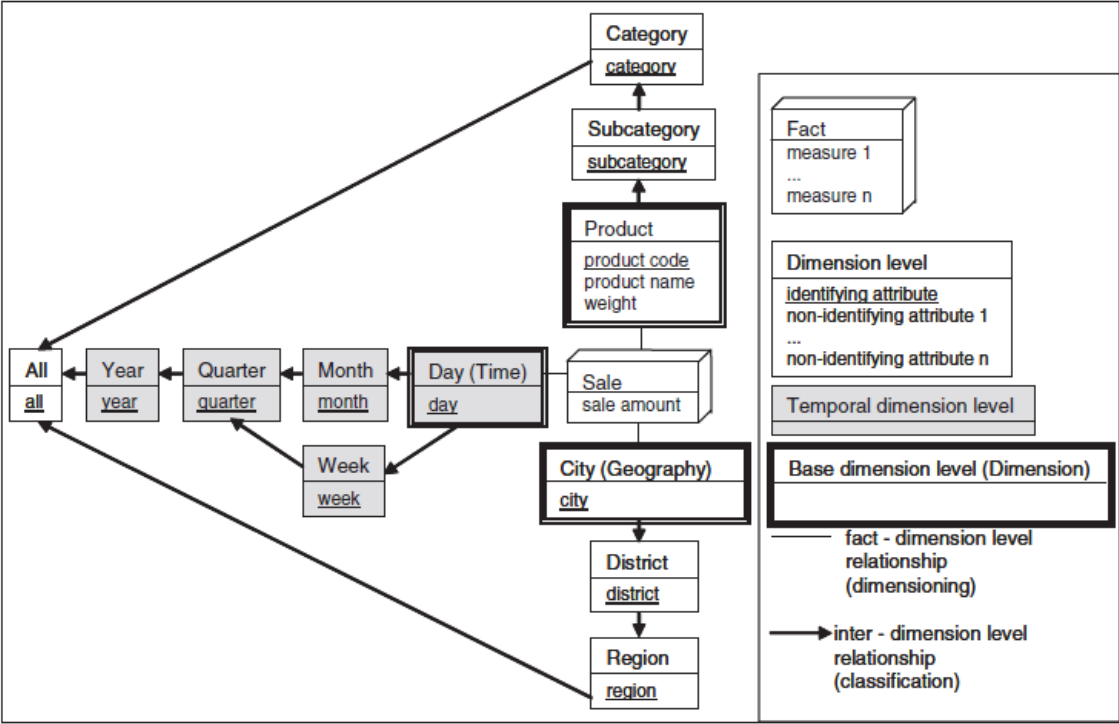 Category
category
Subcategory
subcategory
Product
product code
product name
weight
All
all
Year
year
Quarter
quarter
Month
month
Day (Time)
day
Sale
sale amount
Week
week
City (Geography)
city
District
district
Region
region
Fact
measure 1
...
measure n
Dimension level
identifying attribute
non-identifying attribute 1
...
non-identifying attribute n
Temporal dimension level
Base dimension level (Dimension)
fact - dimension level
relationship
(dimensioning)
inter - dimension level
relationship
(classification)